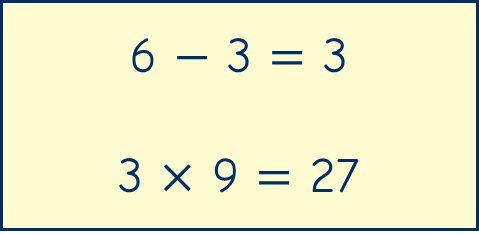 6 − 3 = 3
3 × 9 = 27